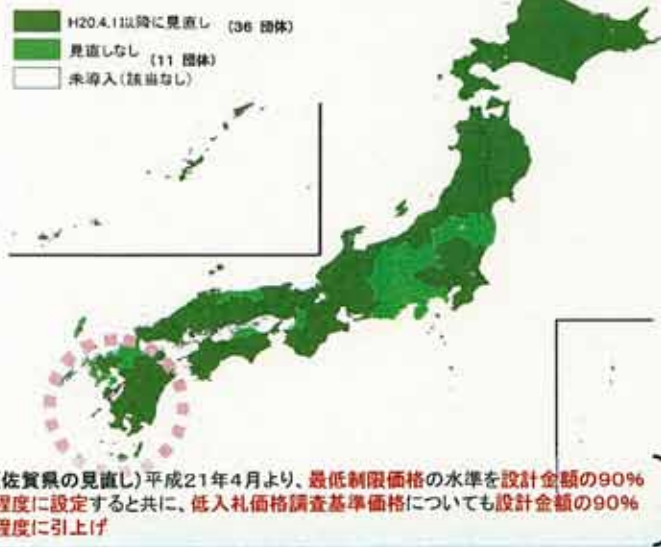 H20.4.1以降に見直し (36 団体)
見直しなし (11 団体)
未導入(該当なし)
佐賀県の見直し)平成21年4月より、最低制限価格の水準を設計金額の90%
程度に設定すると共に、低入札価格調査基準価格についても設計金額の90%
程度に引上げ